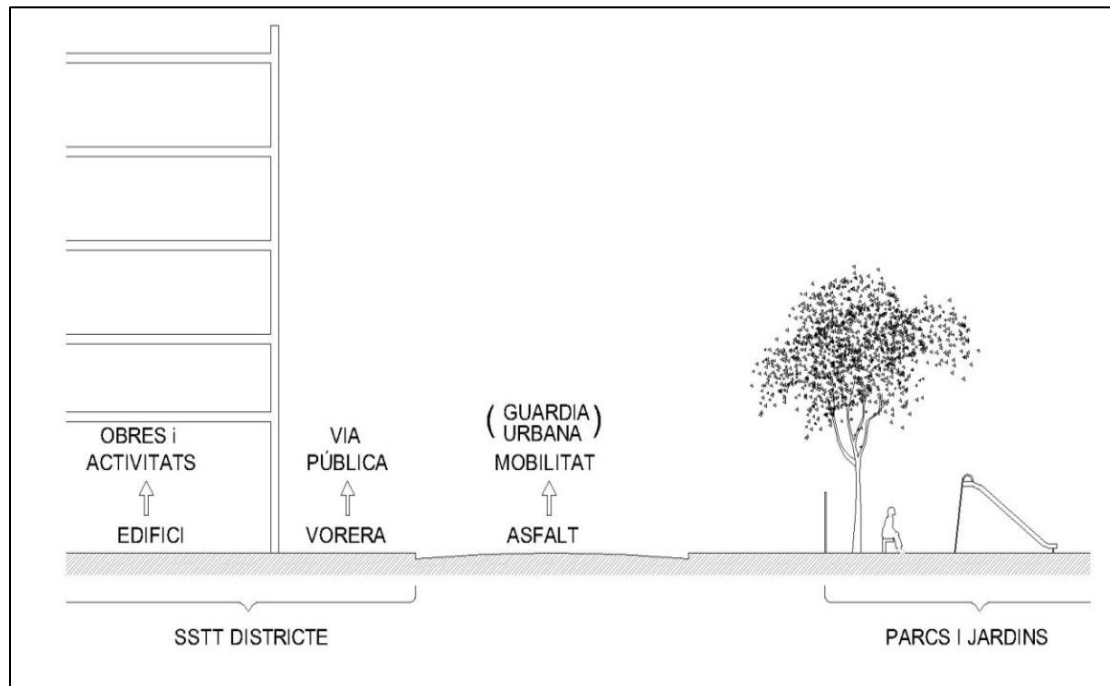 OBRES i
ACTIVITATS
EDIFICI
VIA
PÚBLICA
VORERA
(GUARDIA
URBANA)
MOBILITAT
ASFALT
SSTT DISTRICTE
PARCS I JARDINS